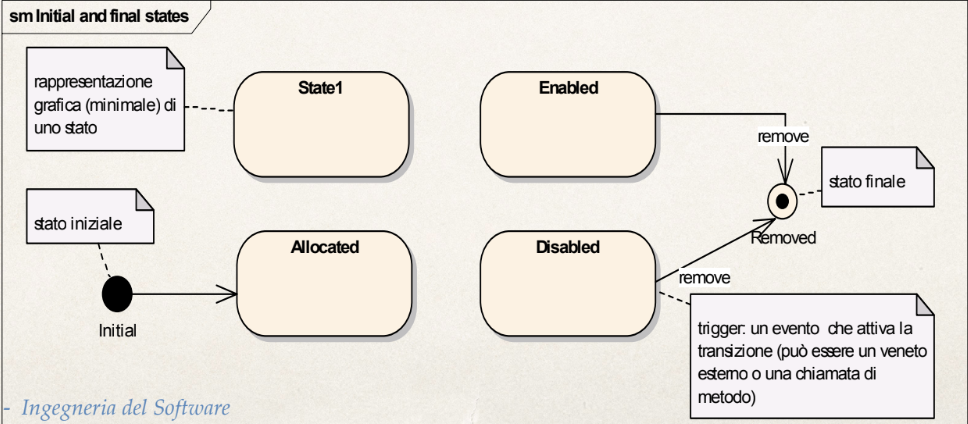 sm Initial and final states
rappresentazione
grafica (minimale) di
uno stato
State1
Enabled
remove
stato finale
stato iniziale
Allocated
Disabled
Removed
remove
Initial
trigger: un evento che attiva la
transizione (può essere un veneto
esterno o una chiamata di
metodo)
- Ingegneria del Software